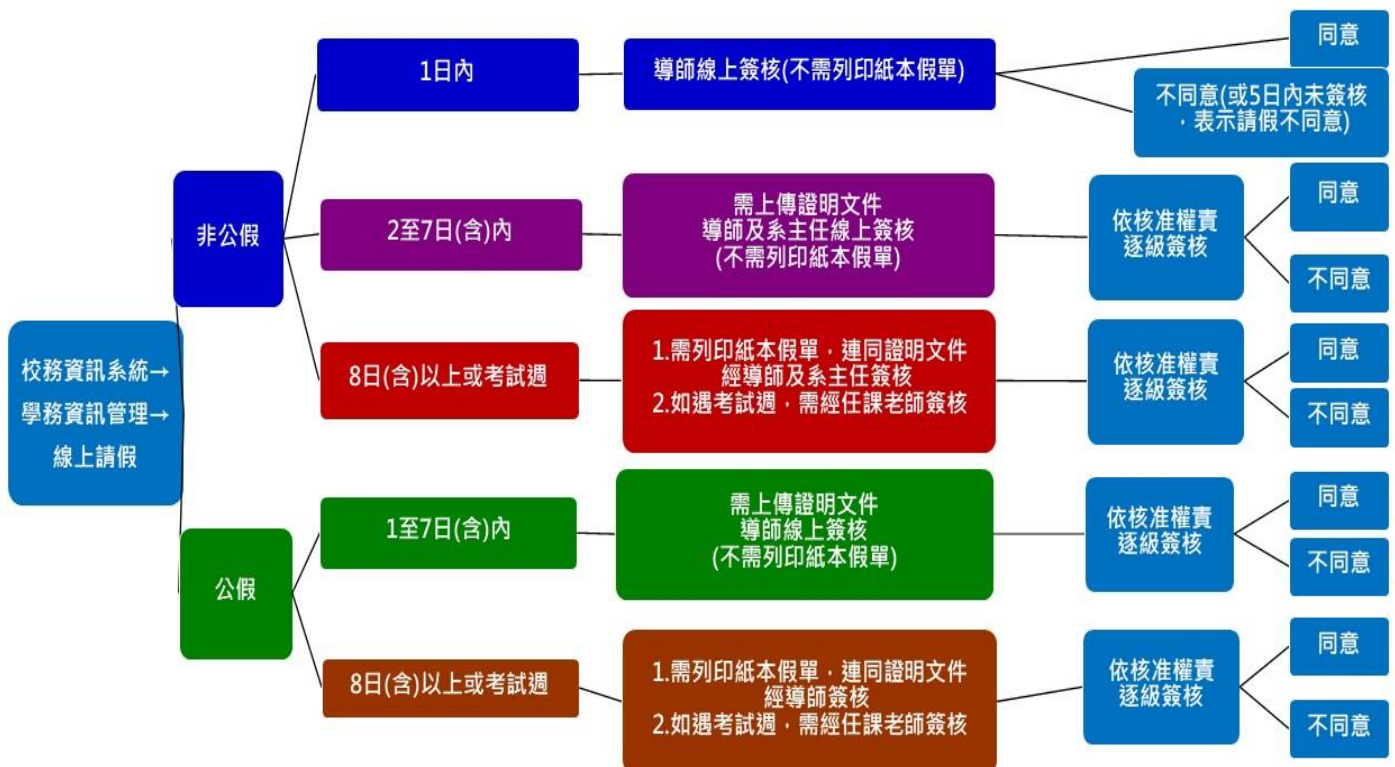 校務資訊系統→
學務資訊管理→
線上請假
非公假
1日內
導師線上簽核(不需列印紙本假單)
同意
不同意(或5日內未簽核
，表示請假不同意)
2至7日(含)內
需上傳證明文件
導師及系主任線上簽核
(不需列印紙本假單)
依核准權責
逐級簽核
同意
不同意
8日(含)以上或考試週
1.需列印紙本假單，連同證明文件
經導師及系主任簽核
2.如遇考試週，需經任課老師簽核
依核准權責
逐級簽核
同意
不同意
公假
1至7日(含)內
需上傳證明文件
導師線上簽核
(不需列印紙本假單)
依核准權責
逐級簽核
同意
不同意
8日(含)以上或考試週
1.需列印紙本假單，連同證明文件
經導師簽核
2.如遇考試週，需經任課老師簽核
依核准權責
逐級簽核
同意
不同意